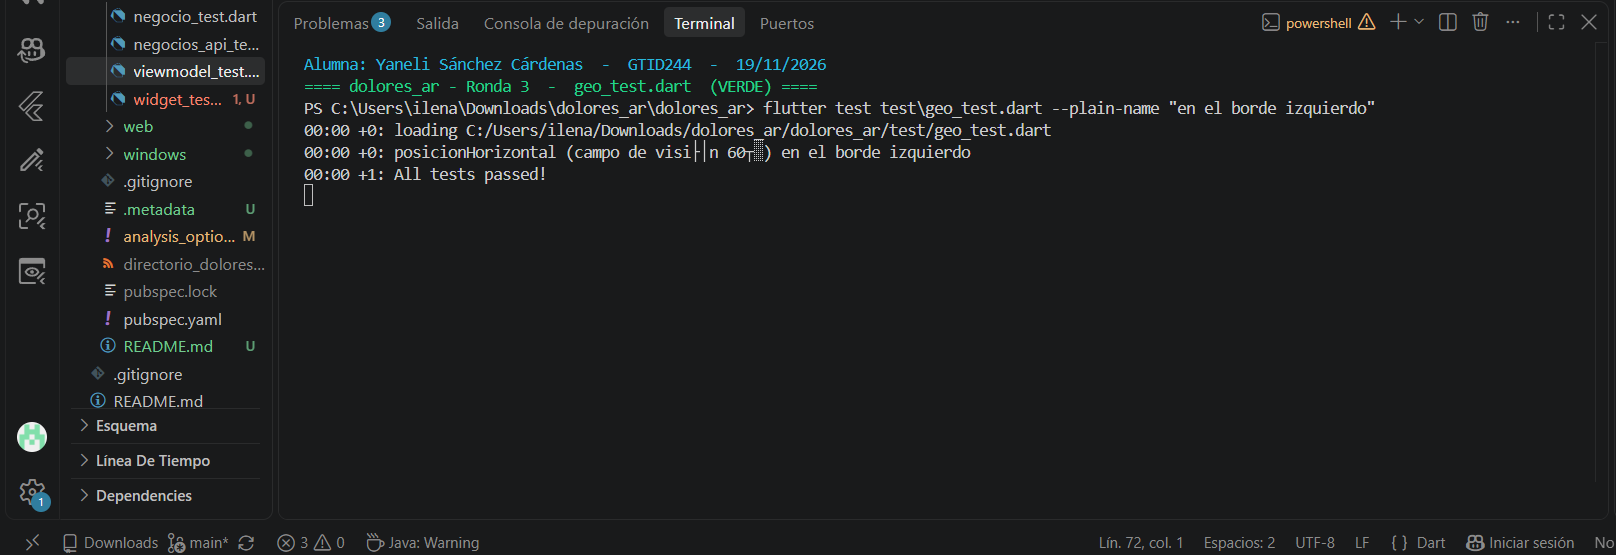 negocio_test.dart
negocios_api_te...
viewmodel_test....
widget_tes... 1, U
web
windows
.gitignore
.metadata U
analysis_optio... M
directorio_dolores...
pubspec.lock
pubspec.yaml
README.md U
.gitignore
README.md
Esquema
Línea De Tiempo
Dependencies
1
Problemas 3 Salida Consola de depuración Terminal Puertos
powershell
Alumna: Yaneli Sánchez Cárdenas - GTID244 - 19/11/2026
==== dolores_ar - Ronda 3 - geo_test.dart (VERDE) ====
PS C:\Users\ilena\Downloads\dolores_ar\dolores_ar> flutter test test\geo_test.dart --plain-name "en el borde izquierdo"
00:00 +0: loading C:/Users/ilena/Downloads/dolores_ar/dolores_ar/test/geo_test.dart
00:00 +0: posicionHorizontal (campo de visi├│n 60┬░) en el borde izquierdo
00:00 +1: All tests passed!
Downloads main* 3 0 Java: Warning Lín. 72, col. 1 Espacios: 2 UTF-8 LF { } Dart Iniciar sesión No